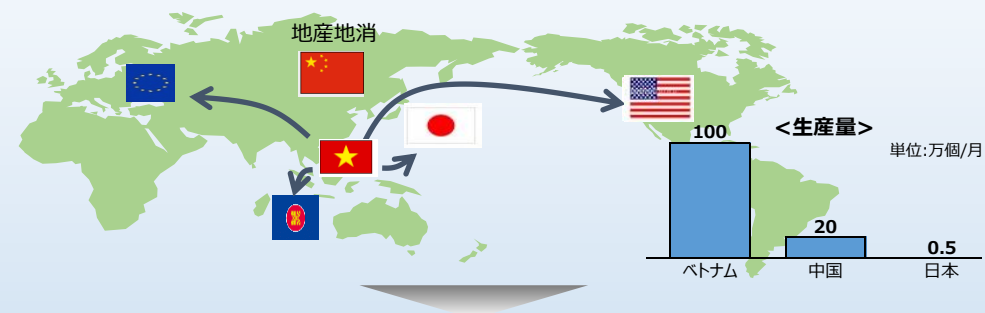 地産地消
<生産量>
単位:万個/月
100
20
0.5
ベトナム
中国
日本